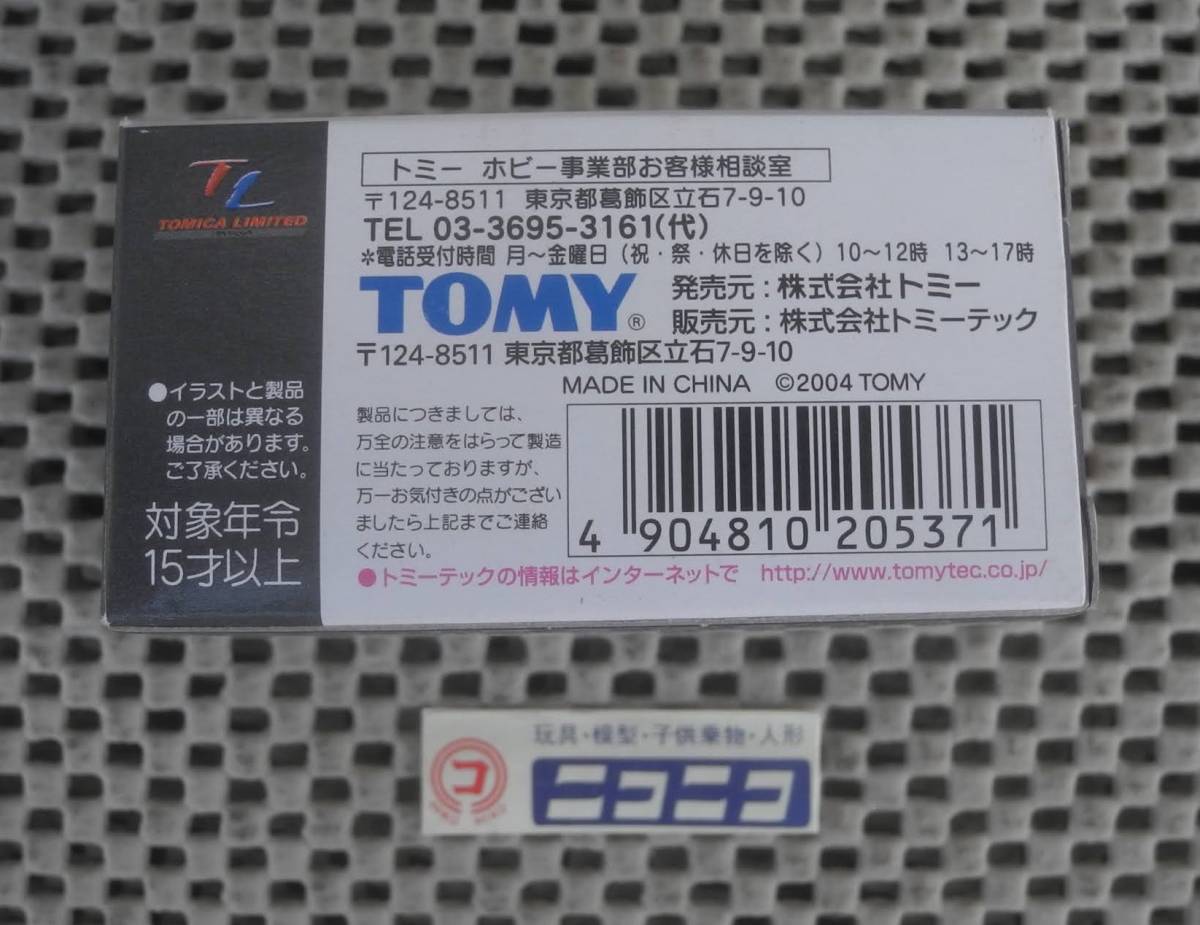 TL
TOMICA LIMITED
●イラストと製品
の一部は異なる
場合があります。
ご了承ください。
対象年令
15才以上
トミー ホビー事業部お客様相談室
〒124-8511 東京都葛飾区立石7-9-10
TEL 03-3695-3161(代)
*電話受付時間 月〜金曜日（祝・祭・休日を除く）10〜12時 13〜17時
TOMY®
発売元：株式会社トミー
販売元：株式会社トミーテック
〒124-8511 東京都葛飾区立石7-9-10
MADE IN CHINA ©2004 TOMY
製品につきましては、
万全の注意をはらって製造
に当たっておりますが、
万一お気付きの点がござい
ましたら上記までご連絡
ください。
4 904810 205371
●トミーテックの情報はインターネットで http://www.tomytec.co.jp/
玩具・模型・子供乗物・人形
コ
ニコニコ